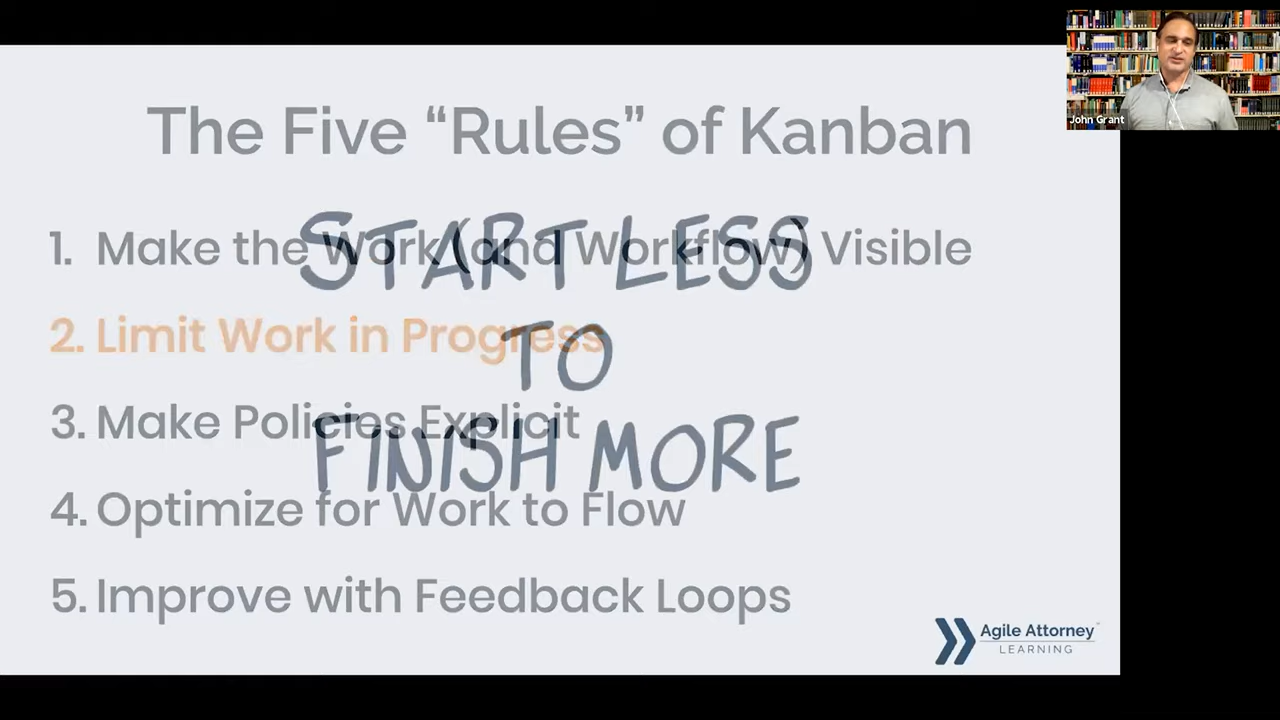 John Grant
The Five “Rules” of Kanban
1. Make the Work (and Workflow) Visible
2. Limit Work in Progress
3. Make Policies Explicit
4. Optimize for Work to Flow
5. Improve with Feedback Loops
START LESS
TO
FINISH MORE
Agile Attorney™
LEARNING